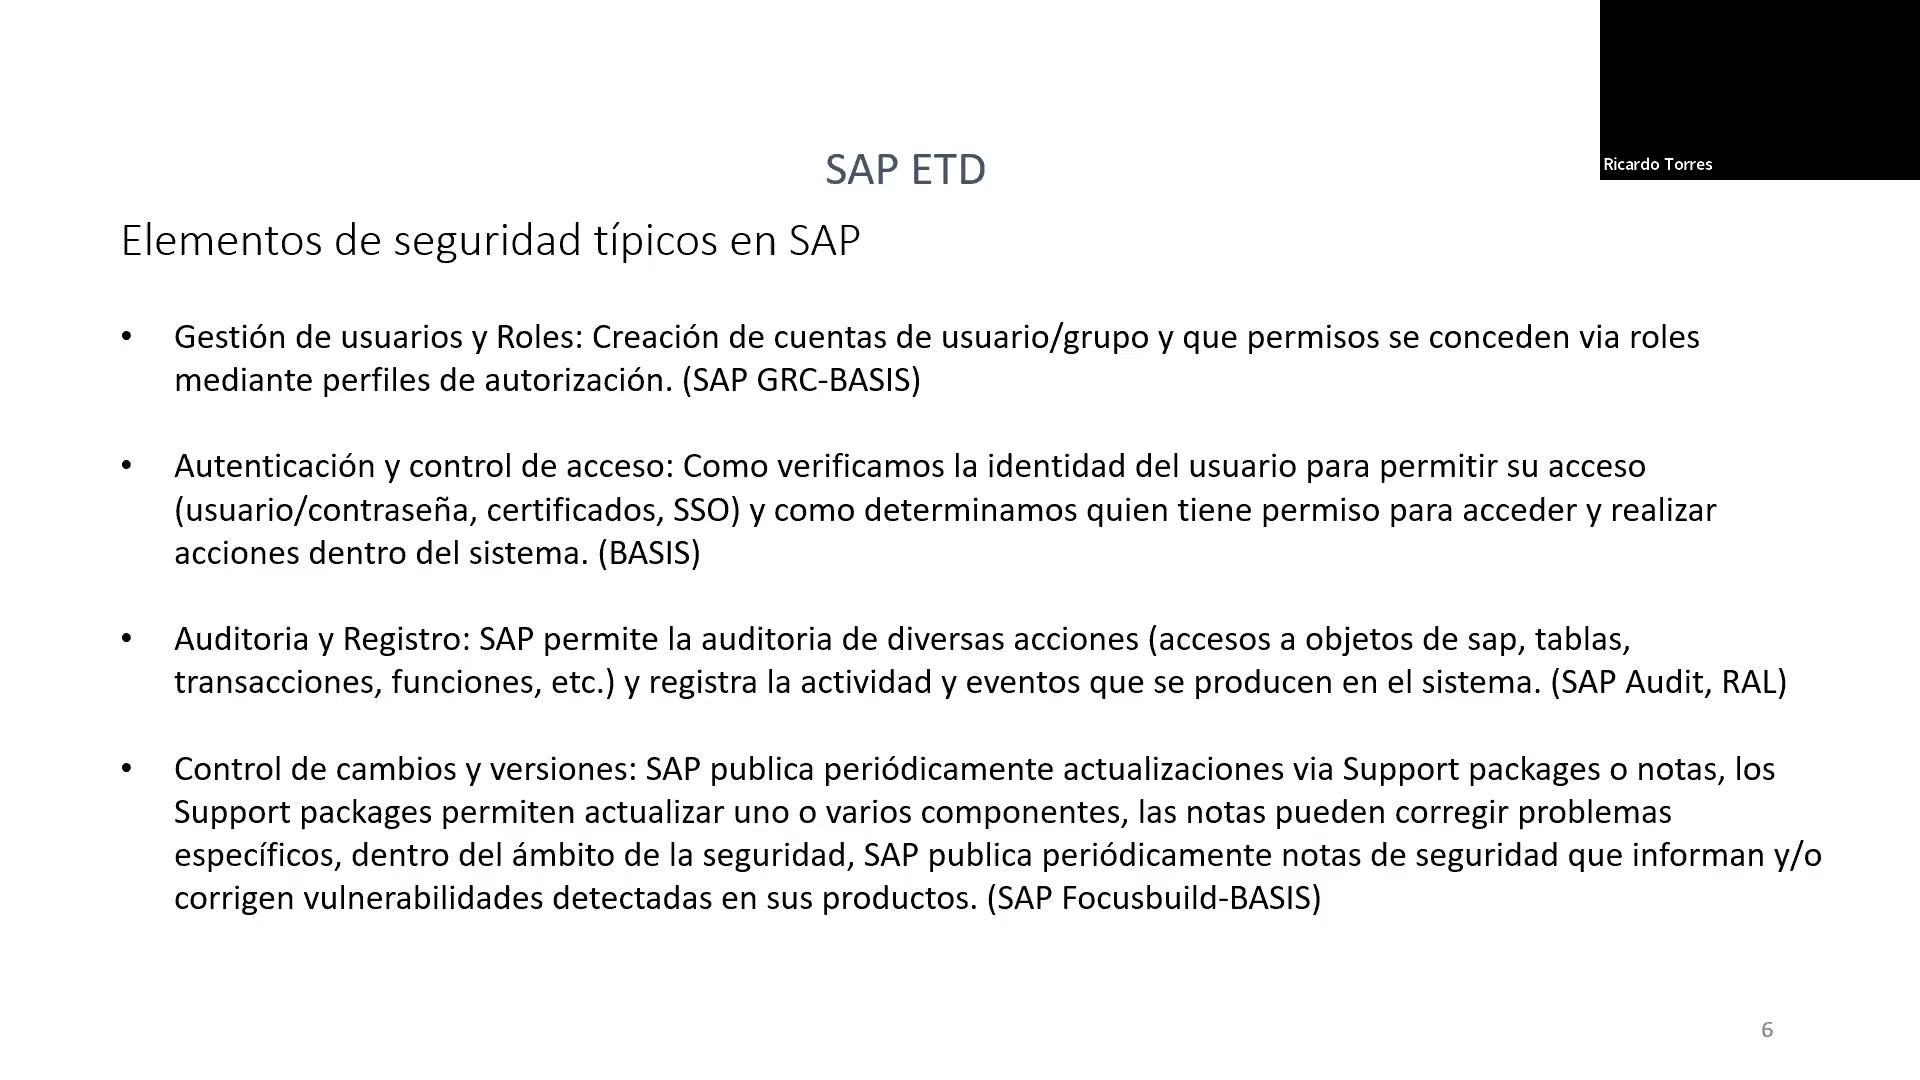 Ricardo Torres
SAP ETD
Elementos de seguridad típicos en SAP
• Gestión de usuarios y Roles: Creación de cuentas de usuario/grupo y que permisos se conceden via roles
mediante perfiles de autorización. (SAP GRC-BASIS)
• Autenticación y control de acceso: Como verificamos la identidad del usuario para permitir su acceso
(usuario/contraseña, certificados, SSO) y como determinamos quien tiene permiso para acceder y realizar
acciones dentro del sistema. (BASIS)
• Auditoria y Registro: SAP permite la auditoria de diversas acciones (accesos a objetos de sap, tablas,
transacciones, funciones, etc.) y registra la actividad y eventos que se producen en el sistema. (SAP Audit, RAL)
• Control de cambios y versiones: SAP publica periódicamente actualizaciones via Support packages o notas, los
Support packages permiten actualizar uno o varios componentes, las notas pueden corregir problemas
específicos, dentro del ámbito de la seguridad, SAP publica periódicamente notas de seguridad que informan y/o
corrigen vulnerabilidades detectadas en sus productos. (SAP Focusbuild-BASIS)
6